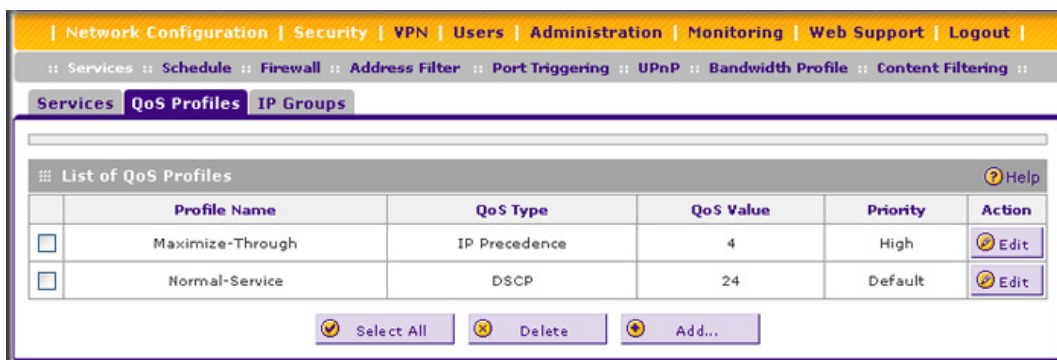 | Network Configuration | Security | VPN | Users | Administration | Monitoring | Web Support | Logout |
:: Services :: Schedule :: Firewall :: Address Filter :: Port Triggering :: UPnP :: Bandwidth Profile :: Content Filtering ::
Services QoS Profiles IP Groups
List of QoS Profiles Help
Profile Name QoS Type QoS Value Priority Action
Maximize-Through IP Precedence 4 High Edit
Normal-Service DSCP 24 Default Edit
Select All Delete Add...